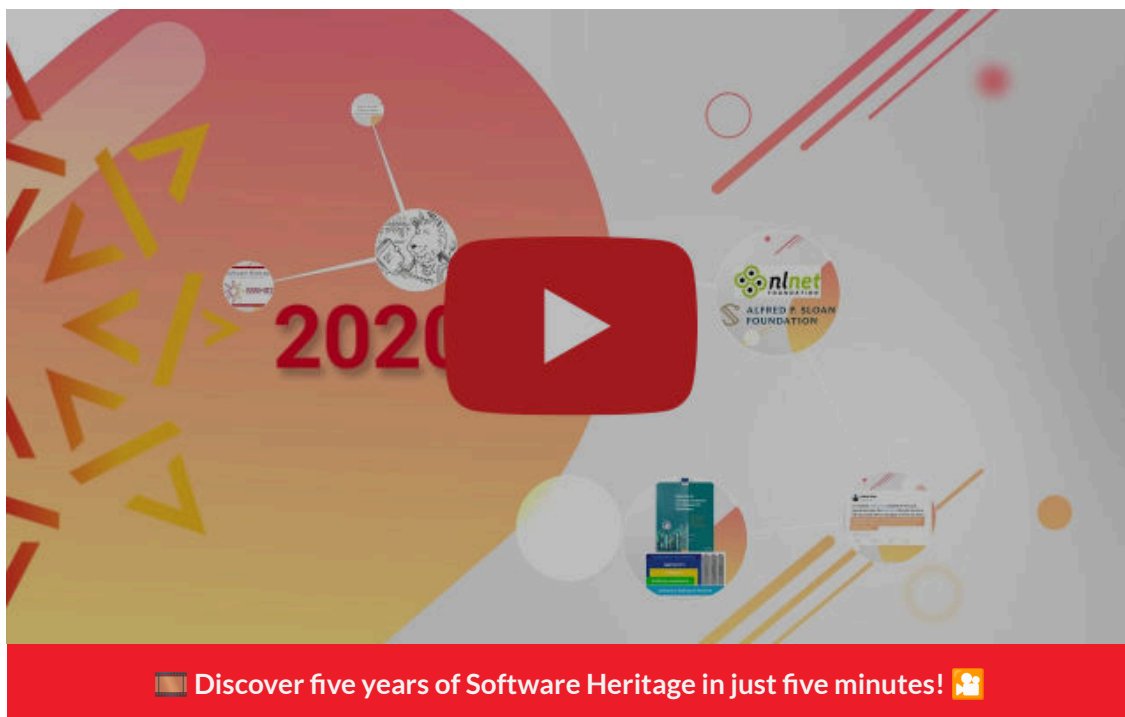 2020
nlnet
FOUNDATION
ALFRED P. SLOAN
FOUNDATION
🎞️ Discover five years of Software Heritage in just five minutes! 🎦